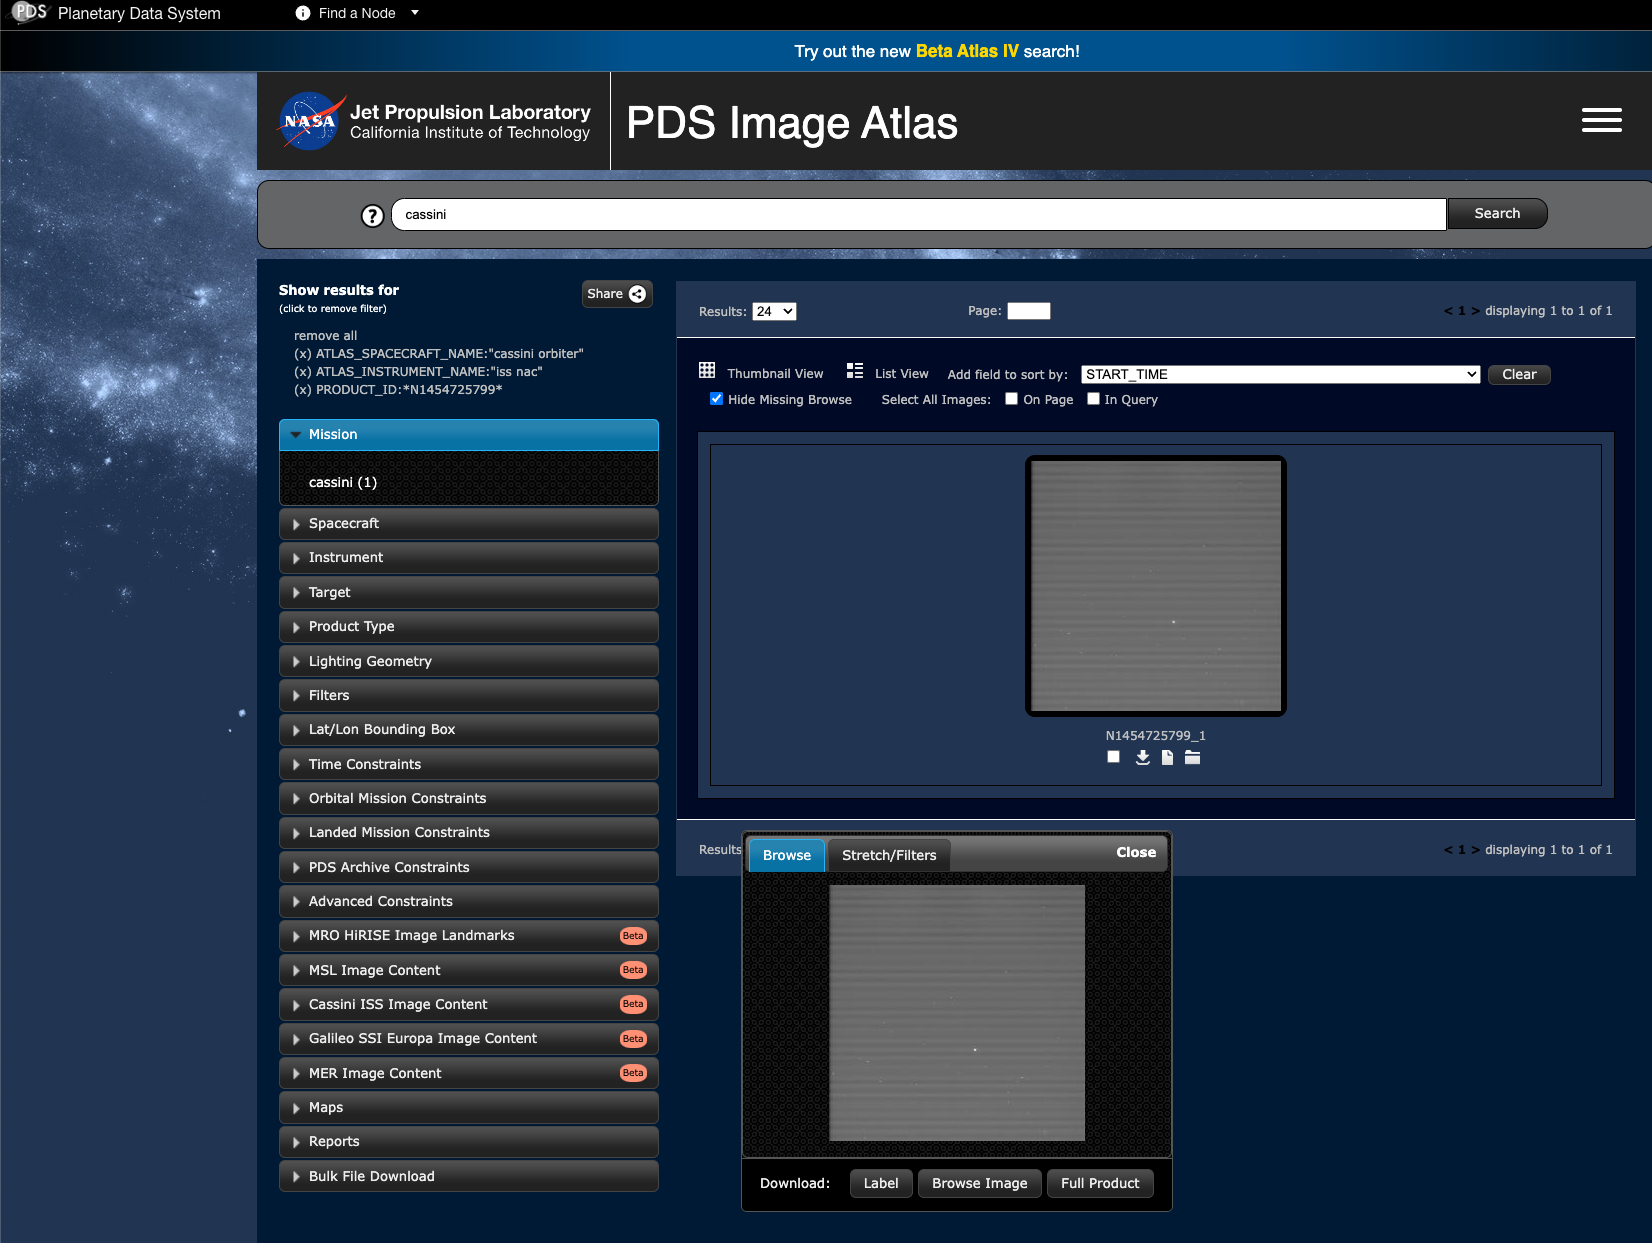 PDS Planetary Data System
Find a Node
Try out the new Beta Atlas IV search!
NASA
Jet Propulsion Laboratory
California Institute of Technology
PDS Image Atlas
? cassini Search
Show results for
(click to remove filter)
Share
remove all
(x) ATLAS_SPACECRAFT_NAME:"cassini orbiter"
(x) ATLAS_INSTRUMENT_NAME:"iss nac"
(x) PRODUCT_ID:*N1454725799*
Mission
cassini (1)
Spacecraft
Instrument
Target
Product Type
Lighting Geometry
Filters
Lat/Lon Bounding Box
Time Constraints
Orbital Mission Constraints
Landed Mission Constraints
PDS Archive Constraints
Advanced Constraints
MRO HiRISE Image Landmarks Beta
MSL Image Content Beta
Cassini ISS Image Content Beta
Galileo SSI Europa Image Content Beta
MER Image Content Beta
Maps
Reports
Bulk File Download
Results: 24 Page: < 1 > displaying 1 to 1 of 1
Thumbnail View List View Add field to sort by: START_TIME Clear
Hide Missing Browse Select All Images: On Page In Query
N1454725799_1
Results < 1 > displaying 1 to 1 of 1
Browse Stretch/Filters Close
Download: Label Browse Image Full Product